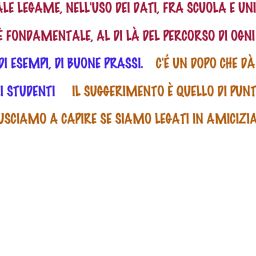 ALE LEGAME, NELL'USO DEI DATI, FRA SCUOLA E UNI
È FONDAMENTALE, AL DI LÀ DEL PERCORSO DI OGNI
DI ESEMPI, DI BUONE PRASSI. C'É UN DOPO CHE DÀ
I STUDENTI IL SUGGERIMENTO È QUELLO DI PUNT
USCIAMO A CAPIRE SE SIAMO LEGATI IN AMICIZIA